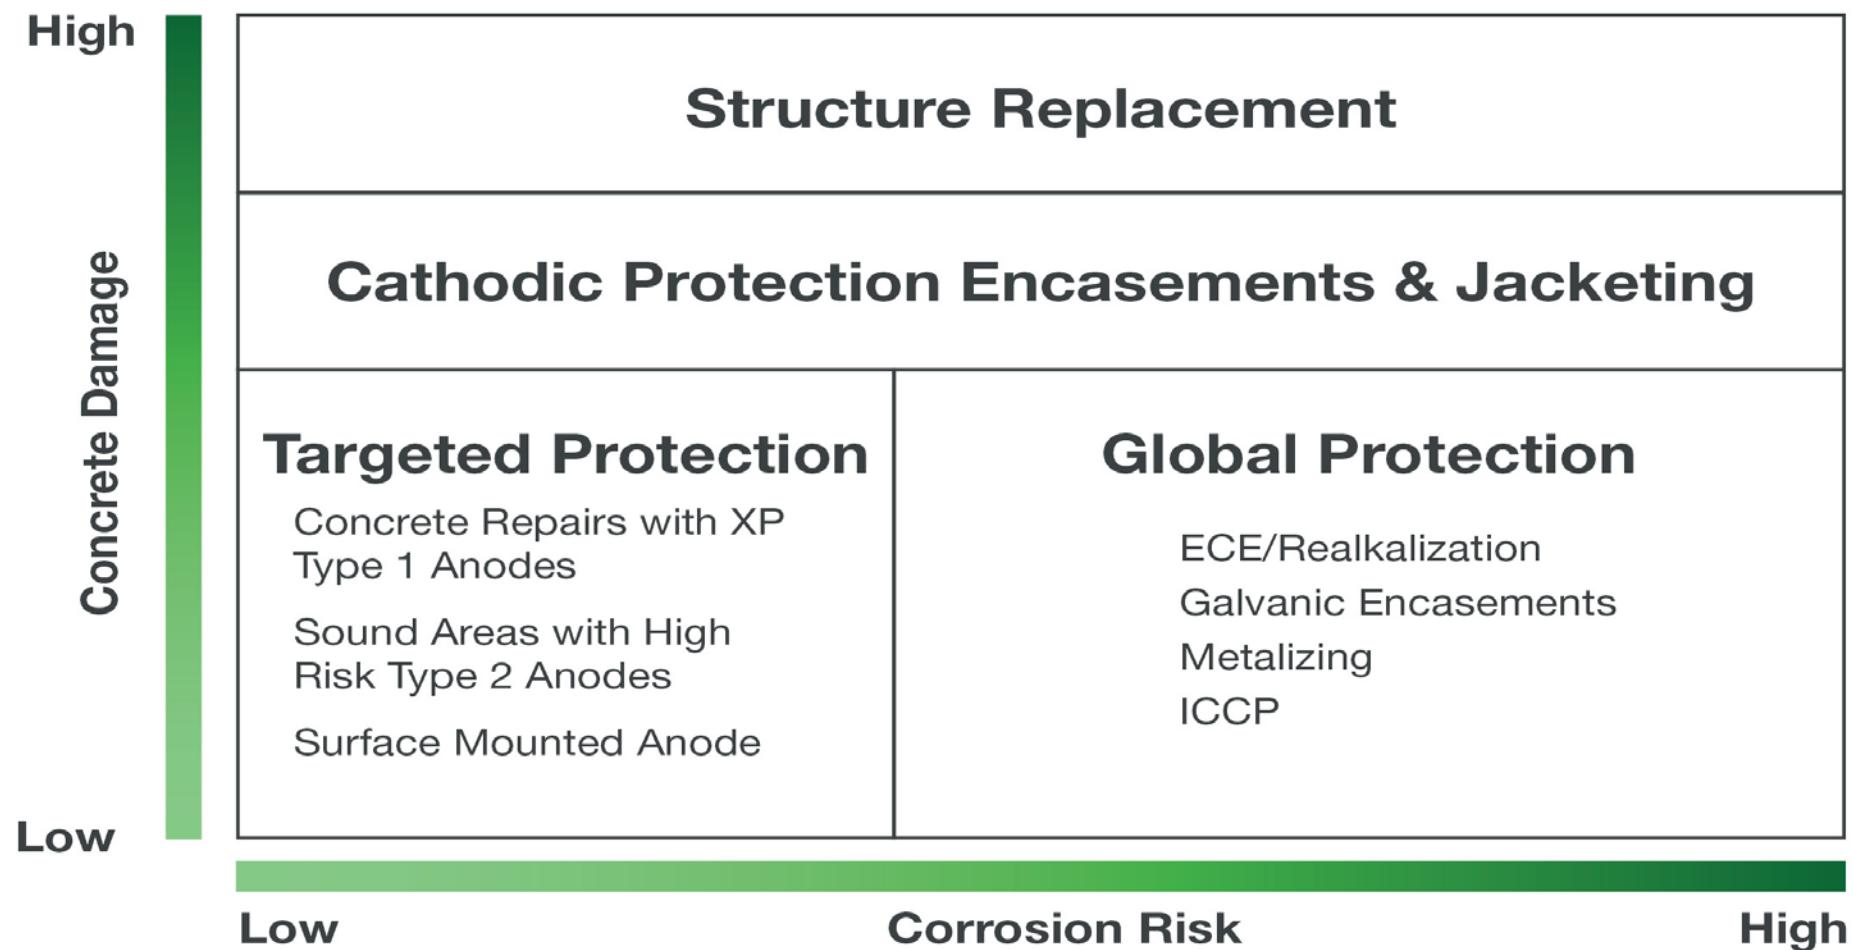 High
Structure Replacement
Cathodic Protection Encasements & Jacketing
Concrete Damage
Targeted Protection
Concrete Repairs with XP
Type 1 Anodes
Sound Areas with High
Risk Type 2 Anodes
Surface Mounted Anode
Global Protection
ECE/Realkalization
Galvanic Encasements
Metalizing
ICCP
Low
Low
Corrosion Risk
High